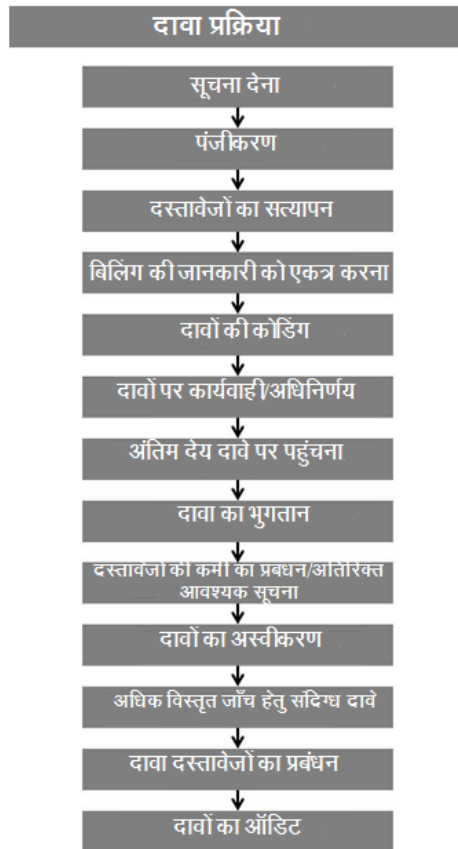 दावा प्रक्रिया
सूचना देना
पंजीकरण
दस्तावेजों का सत्यापन
बिलिंग की जानकारी को एकत्र करना
दावों की कोडिंग
दावों पर कार्यवाही/अधिनिर्णय
अंतिम देय दावे पर पहुंचना
दावा का भुगतान
दस्तावेजों की कमी का प्रबंधन/अतिरिक्त
आवश्यक सूचना
दावों का अस्वीकरण
अधिक विस्तृत जाँच हेतु संदिग्ध दावे
दावा दस्तावेजों का प्रबंधन
दावों का ऑडिट